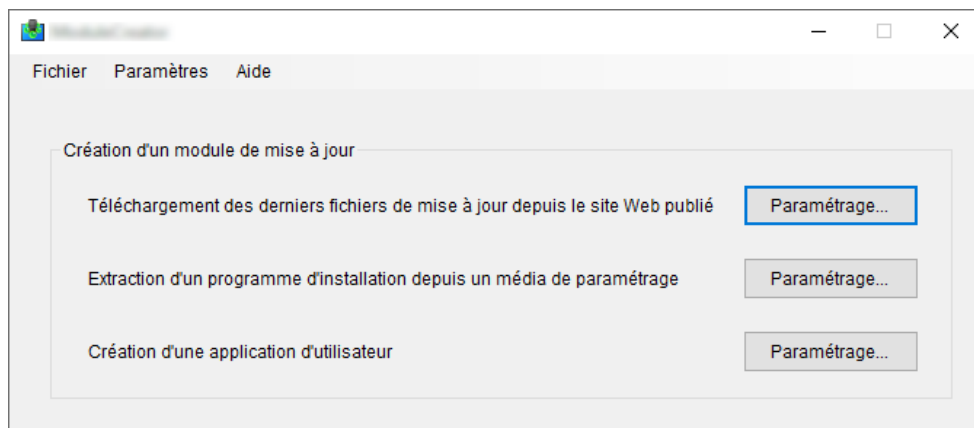 Fichier Paramètres Aide
Création d'un module de mise à jour
Téléchargement des derniers fichiers de mise à jour depuis le site Web publié Paramétrage...
Extraction d'un programme d'installation depuis un média de paramétrage Paramétrage...
Création d'une application d'utilisateur Paramétrage...